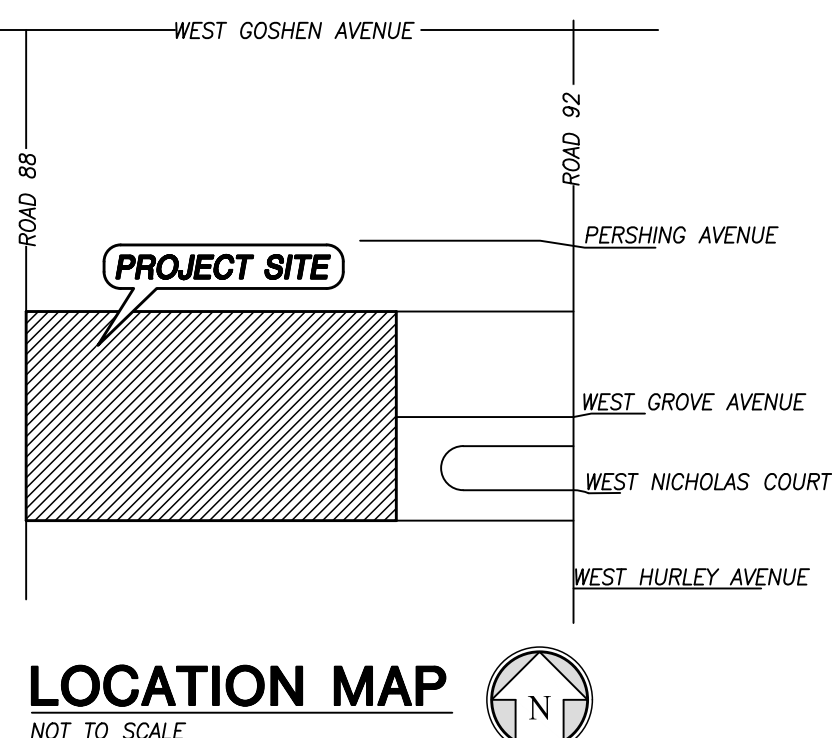 WEST GOSHEN AVENUE
ROAD 92
ROAD 88
PERSHING AVENUE
PROJECT SITE
WEST GROVE AVENUE
WEST NICHOLAS COURT
WEST HURLEY AVENUE
LOCATION MAP
N
NOT TO SCALE